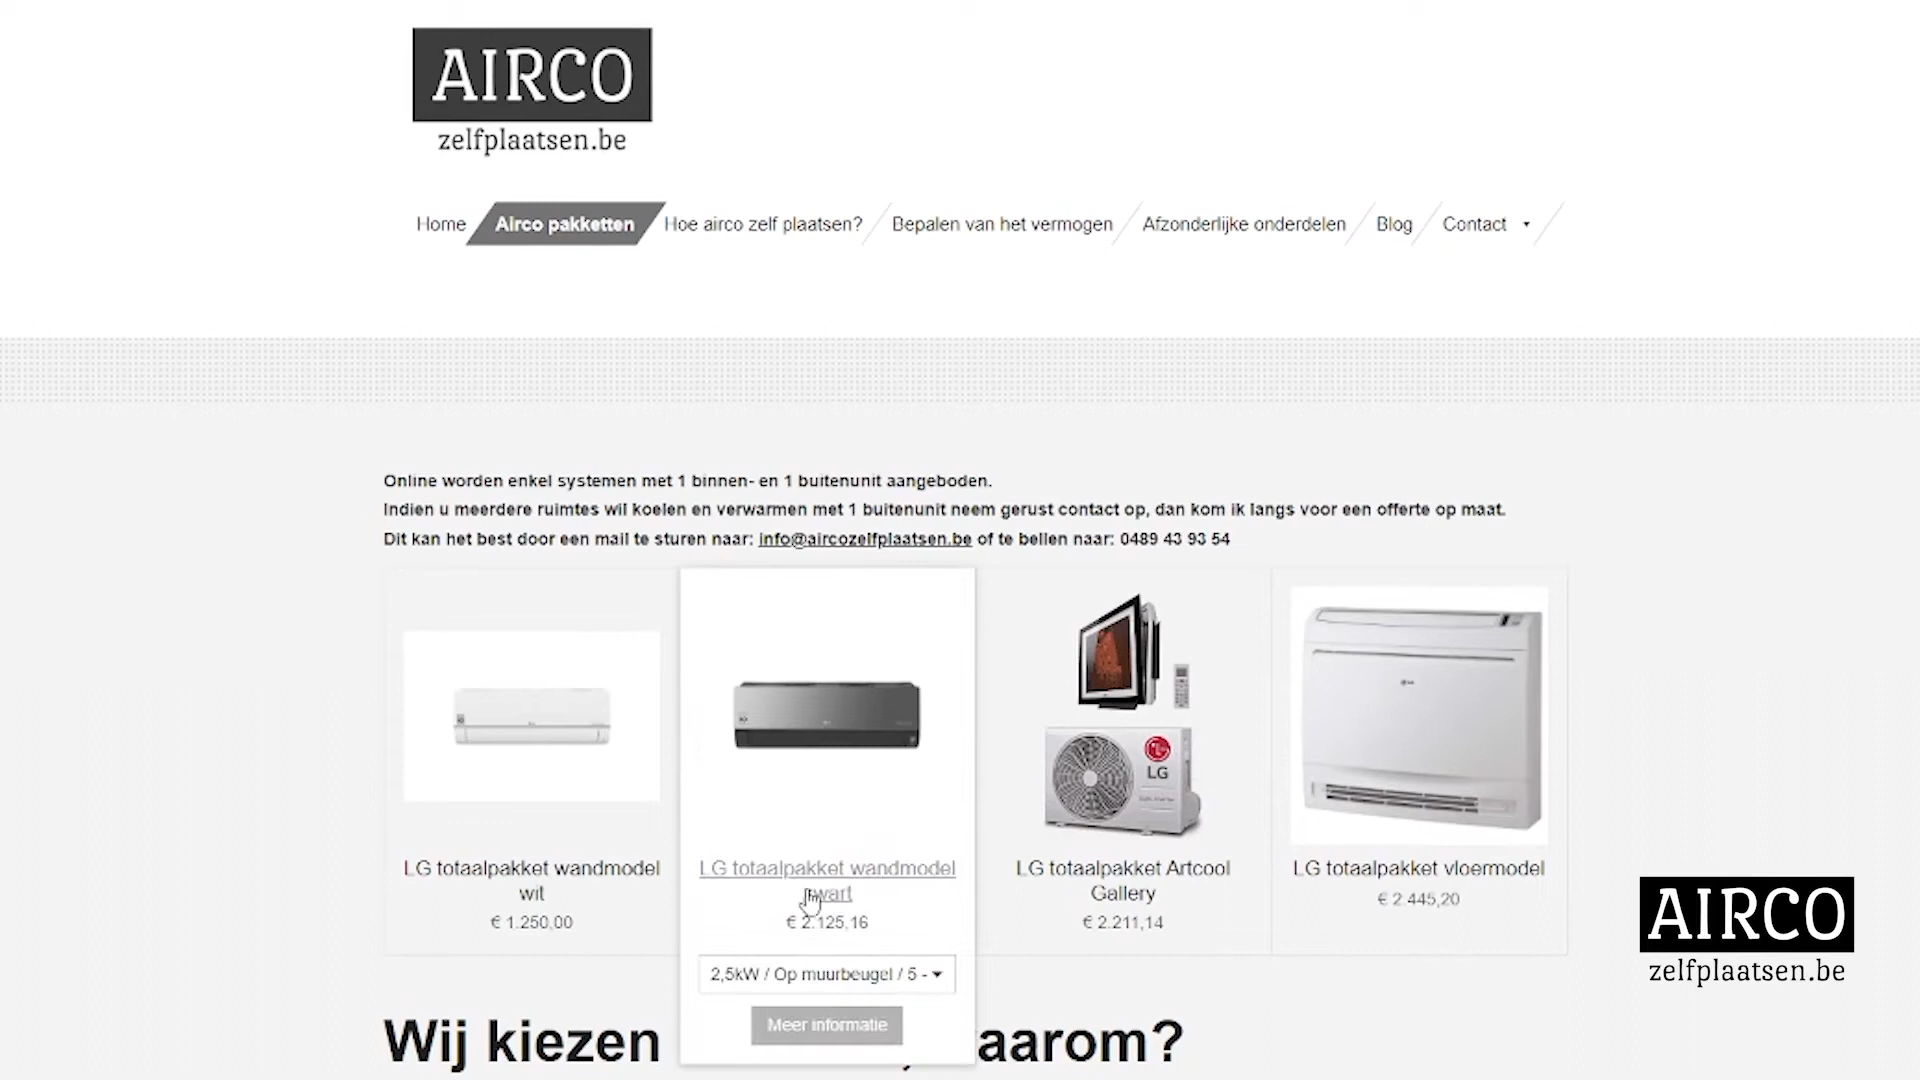 AIRCO
zelfplaatsen.be
Home
Airco pakketten
Hoe airco zelf plaatsen?
Bepalen van het vermogen
Afzonderlijke onderdelen
Blog
Contact
Online worden enkel systemen met 1 binnen- en 1 buitenunit aangeboden.
Indien u meerdere ruimtes wil koelen en verwarmen met 1 buitenunit neem gerust contact op, dan kom ik langs voor een offerte op maat.
Dit kan het best door een mail te sturen naar: info@aircozelfplaatsen.be of te bellen naar: 0489 43 93 54
LG totaalpakket wandmodel
wit
€ 1.250,00
LG totaalpakket wandmodel
€ 2.125,16
2,5kW / Op muurbeugel / 5 -
Meer informatie
LG
LG totaalpakket Artcool
Gallery
€ 2.211,14
LG totaalpakket vloermodel
€ 2.445,20
Wij kiezen
AIRCO
zelfplaatsen.be